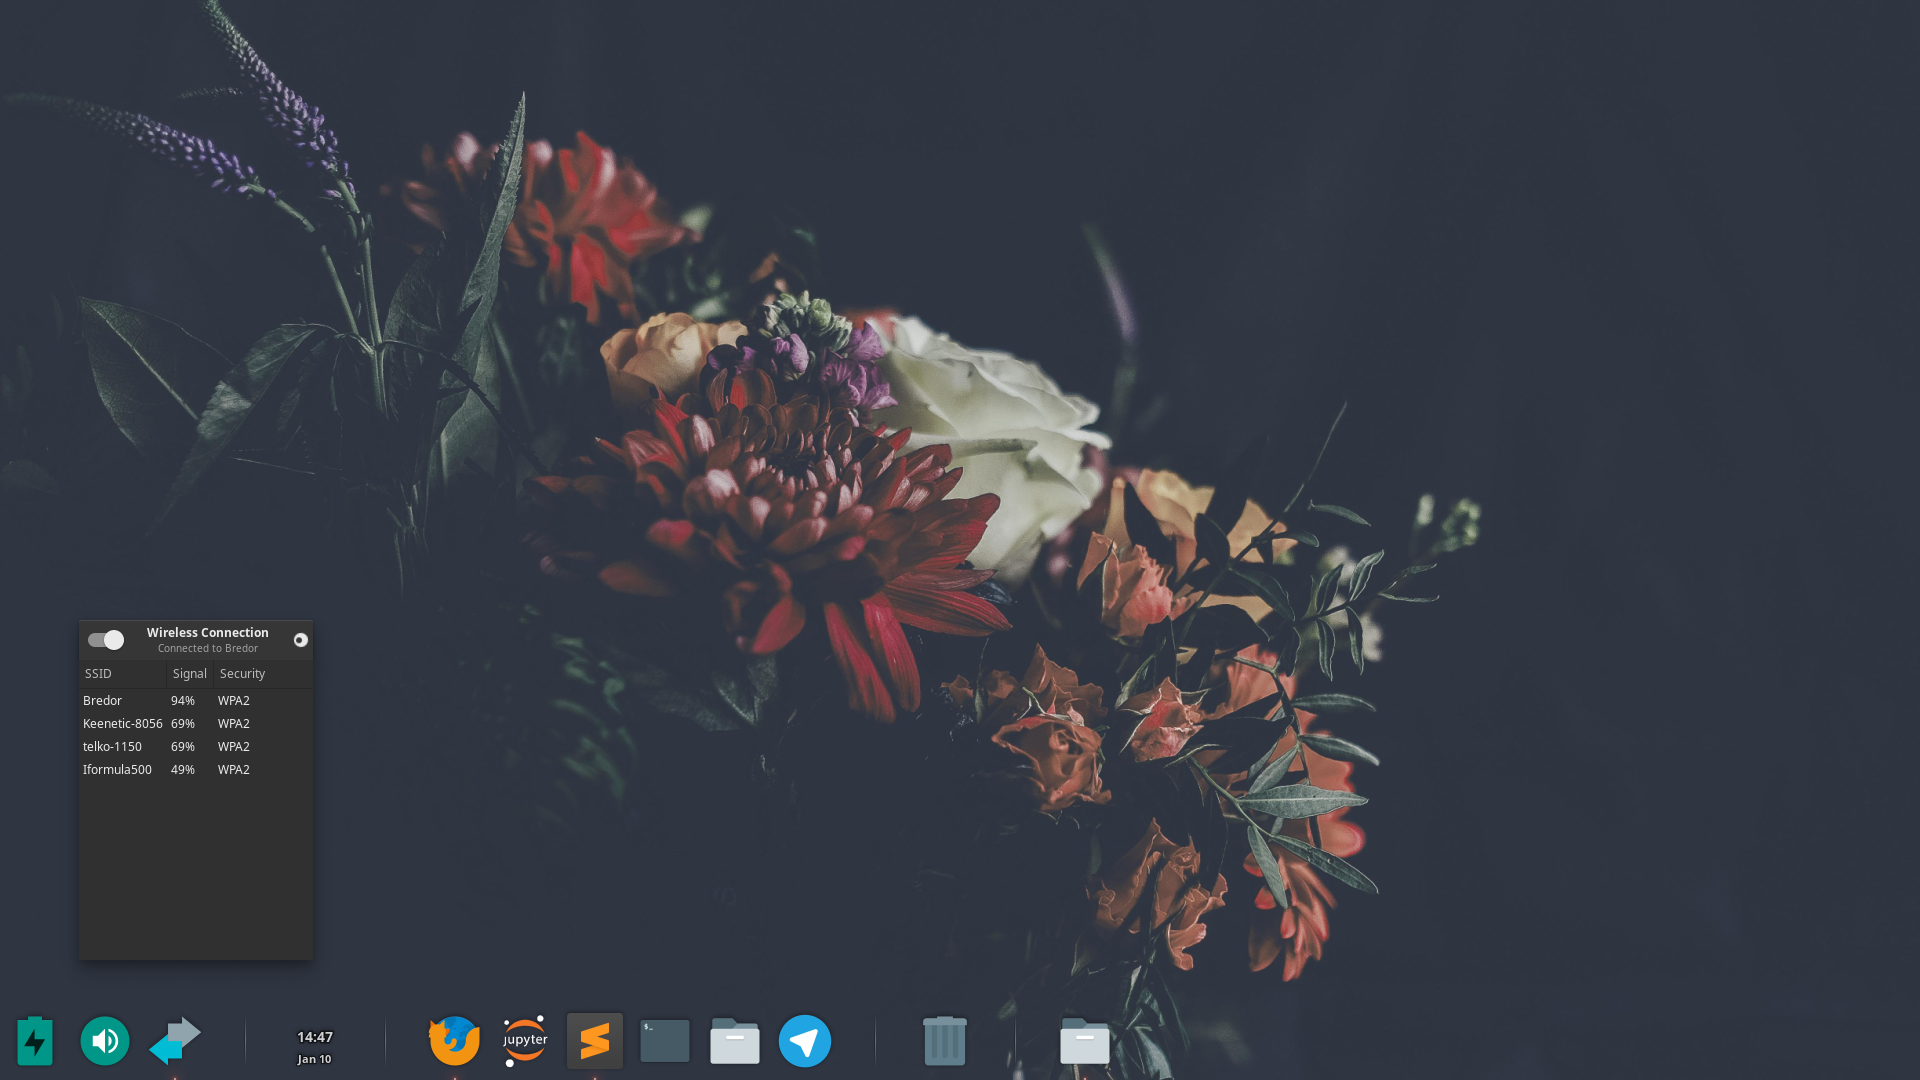 Wireless Connection
Connected to Bredor
SSID Signal Security
Bredor 94% WPA2
Keenetic-8056 69% WPA2
telko-1150 69% WPA2
Iformula500 49% WPA2
14:47
Jan 10
jupyter
$_